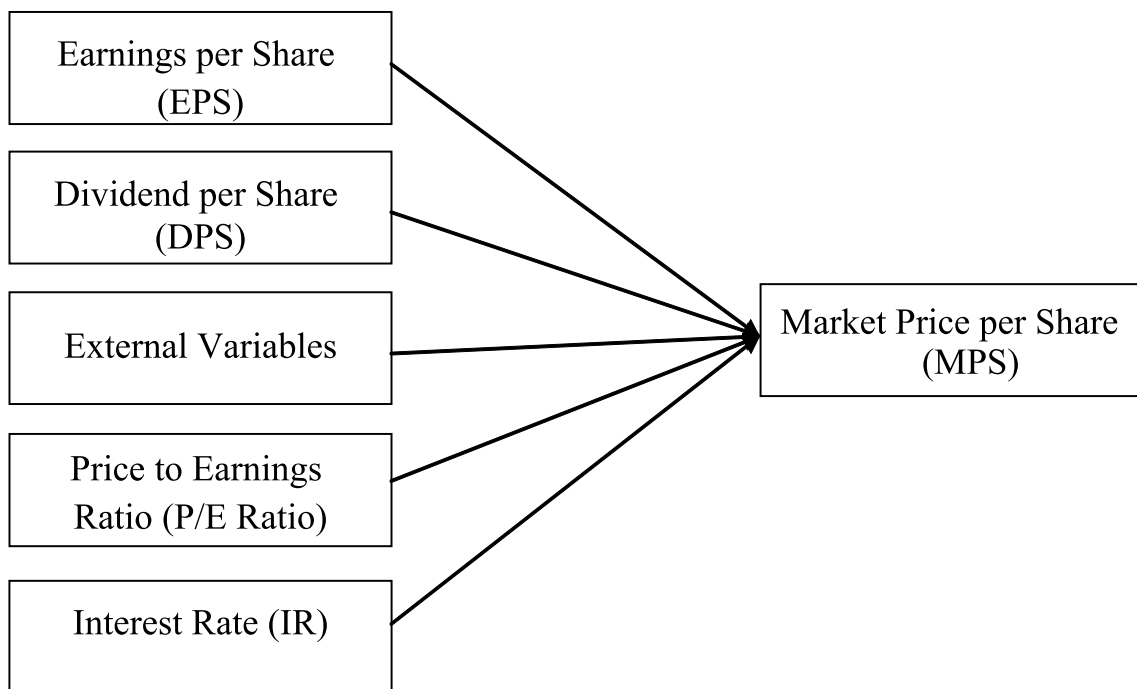 Earnings per Share
(EPS)
Dividend per Share
(DPS)
External Variables
Price to Earnings
Ratio (P/E Ratio)
Interest Rate (IR)
Market Price per Share
(MPS)